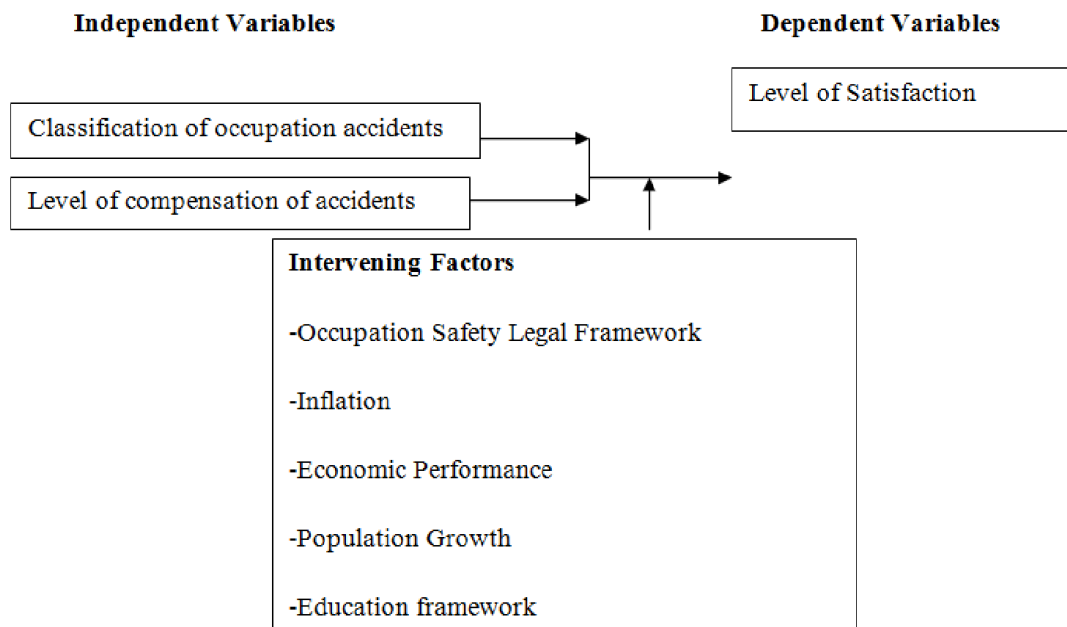 Independent Variables
Dependent Variables
Level of Satisfaction
Classification of occupation accidents
Level of compensation of accidents
Intervening Factors
-Occupation Safety Legal Framework
-Inflation
-Economic Performance
-Population Growth
-Education framework